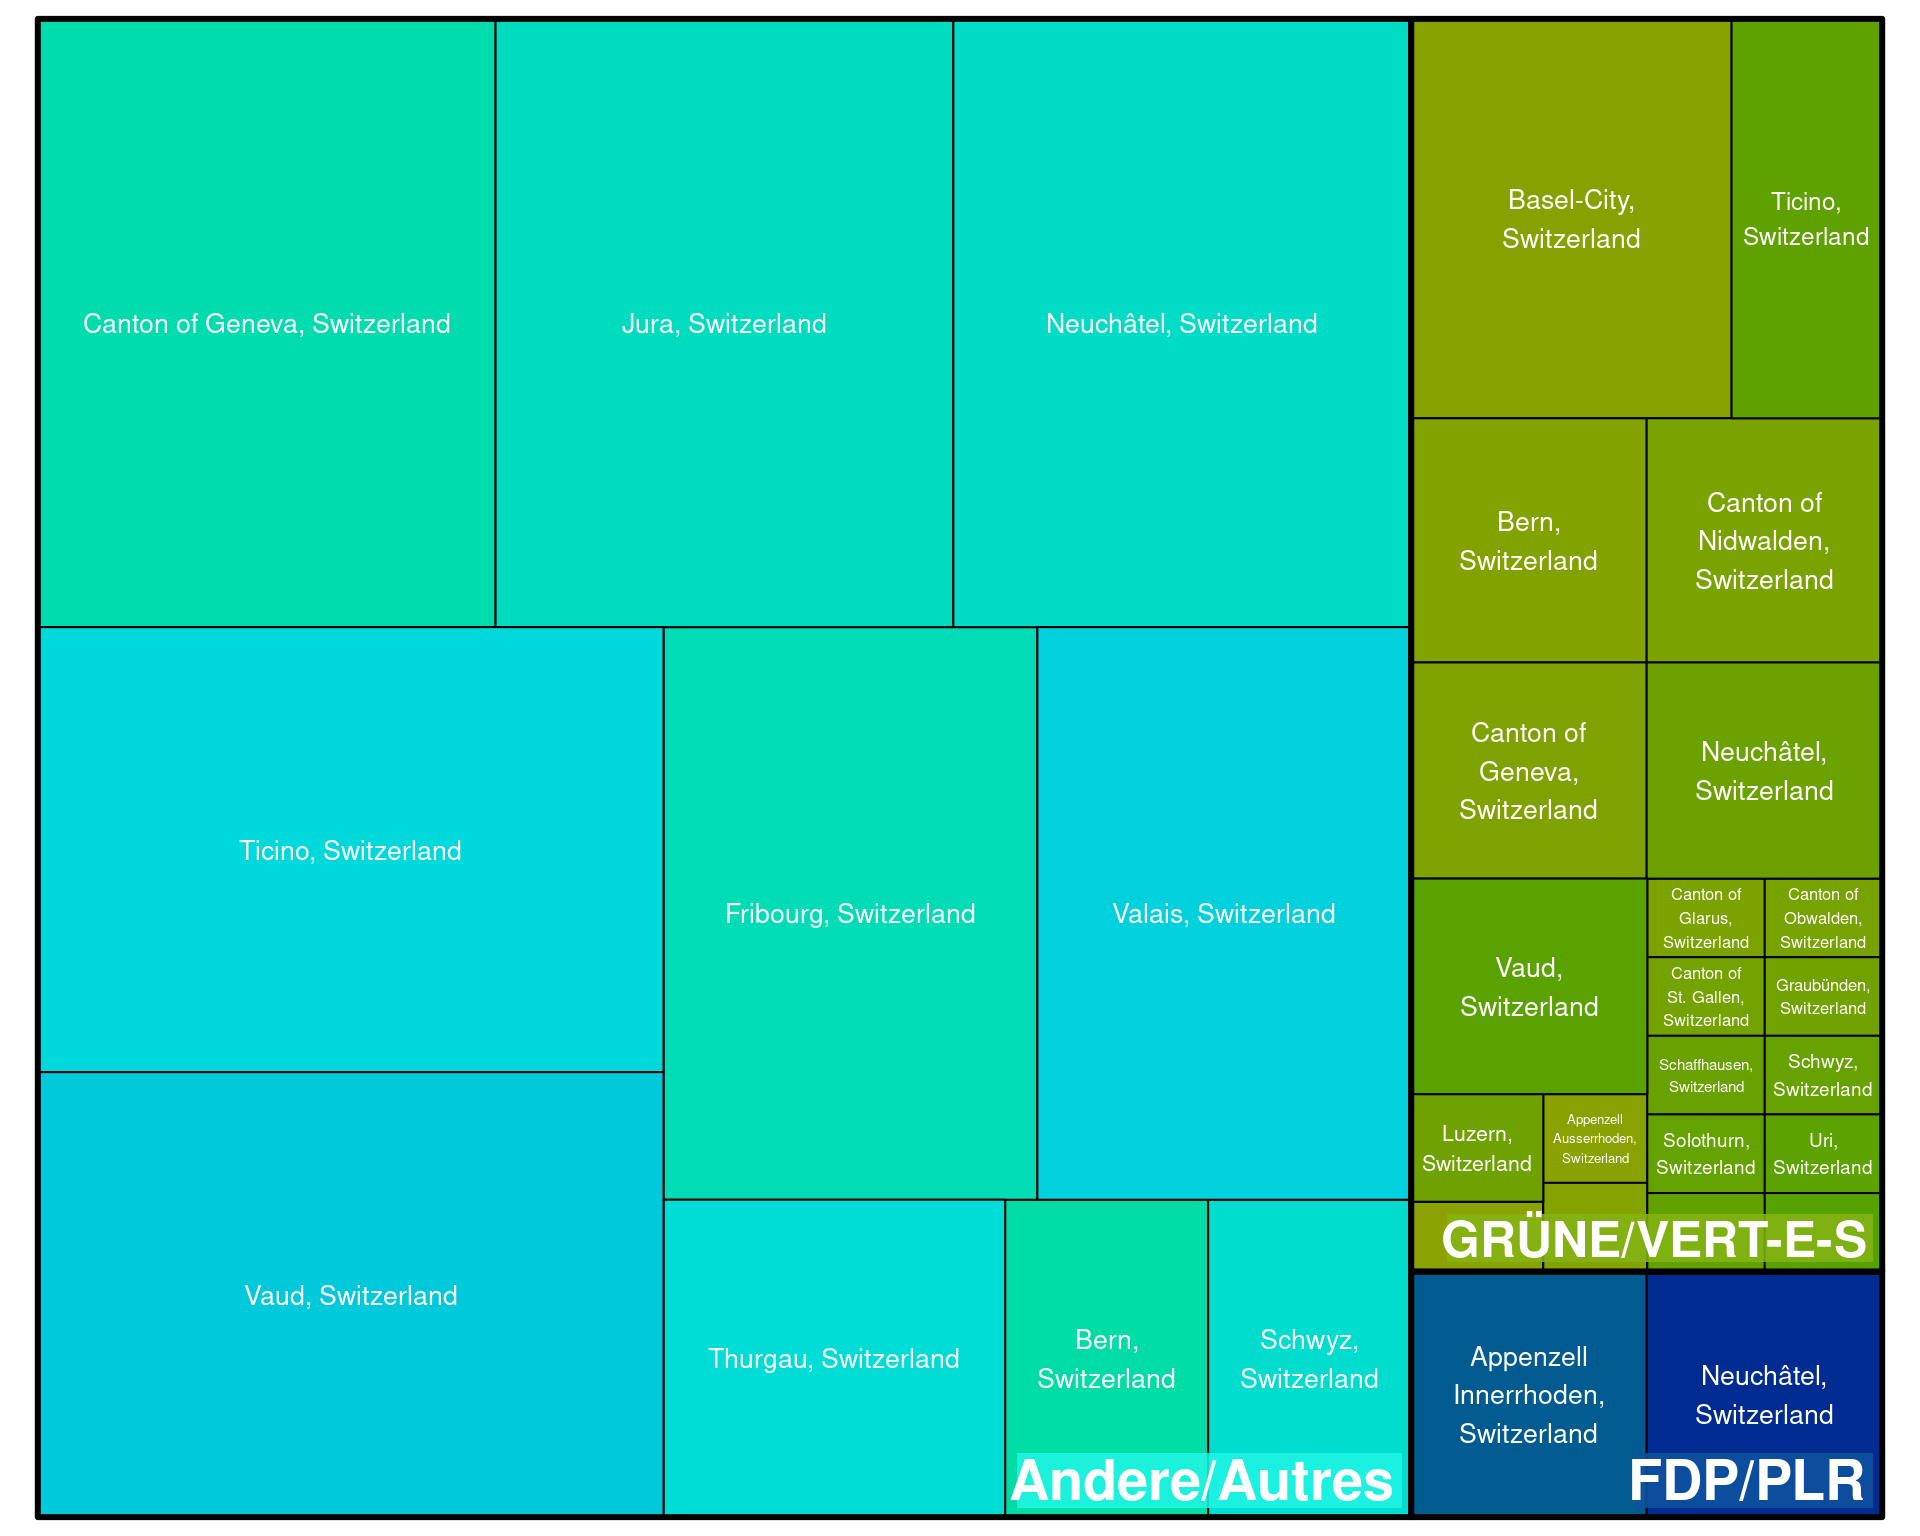 Canton of Geneva, Switzerland
Jura, Switzerland
Neuchâtel, Switzerland
Ticino, Switzerland
Vaud, Switzerland
Fribourg, Switzerland
Valais, Switzerland
Thurgau, Switzerland
Bern,
Switzerland
Schwyz,
Switzerland
Andere/Autres
Basel-City,
Switzerland
Ticino,
Switzerland
Bern,
Switzerland
Canton of
Nidwalden,
Switzerland
Canton of
Geneva,
Switzerland
Neuchâtel,
Switzerland
Vaud,
Switzerland
Canton of
Glarus,
Switzerland
Canton of
Obwalden,
Switzerland
Canton of
St. Gallen,
Switzerland
Graubünden,
Switzerland
Schaffhausen,
Switzerland
Schwyz,
Switzerland
Luzern,
Switzerland
Appenzell
Ausserrhoden,
Switzerland
Solothurn,
Switzerland
Uri,
Switzerland
GRÜNE/VERT-E-S
Appenzell
Innerrhoden,
Switzerland
Neuchâtel,
Switzerland
FDP/PLR